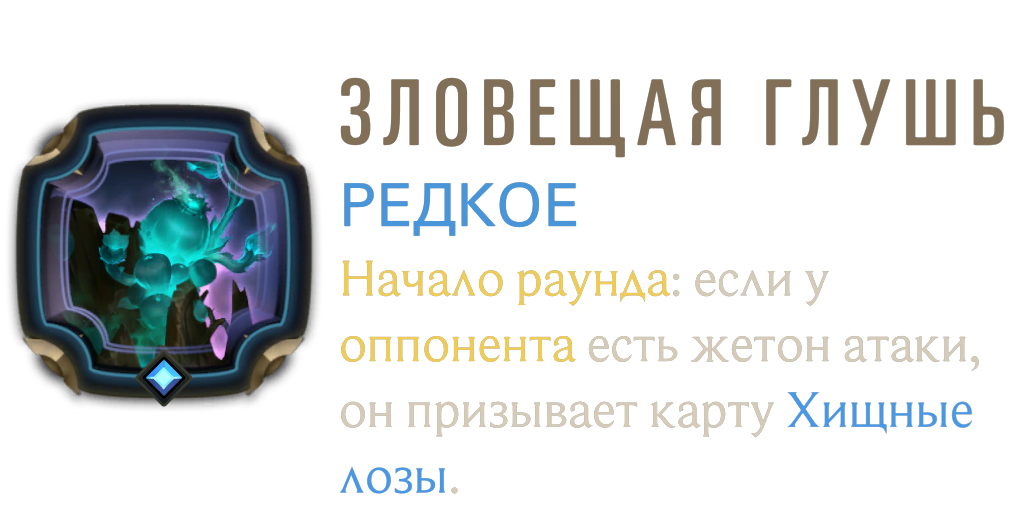 ЗЛОВЕЩАЯ ГЛУШЬ
РЕДКОЕ
Начало раунда: если у
оппонента есть жетон атаки,
он призывает карту Хищные
лозы.